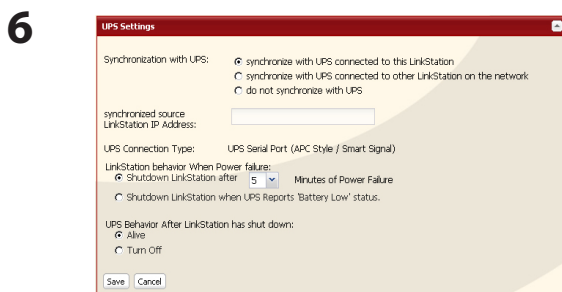 6
UPS Settings
Synchronization with UPS:
synchronize with UPS connected to this LinkStation
synchronize with UPS connected to other LinkStation on the network
do not synchronize with UPS
synchronized source
LinkStation IP Address:
UPS Connection Type: UPS Serial Port (APC Style / Smart Signal)
LinkStation behavior When Power failure:
Shutdown LinkStation after 5 Minutes of Power Failure
Shutdown LinkStation when UPS Reports 'Battery Low' status.
UPS Behavior After LinkStation has shut down:
Alive
Turn Off
Save Cancel